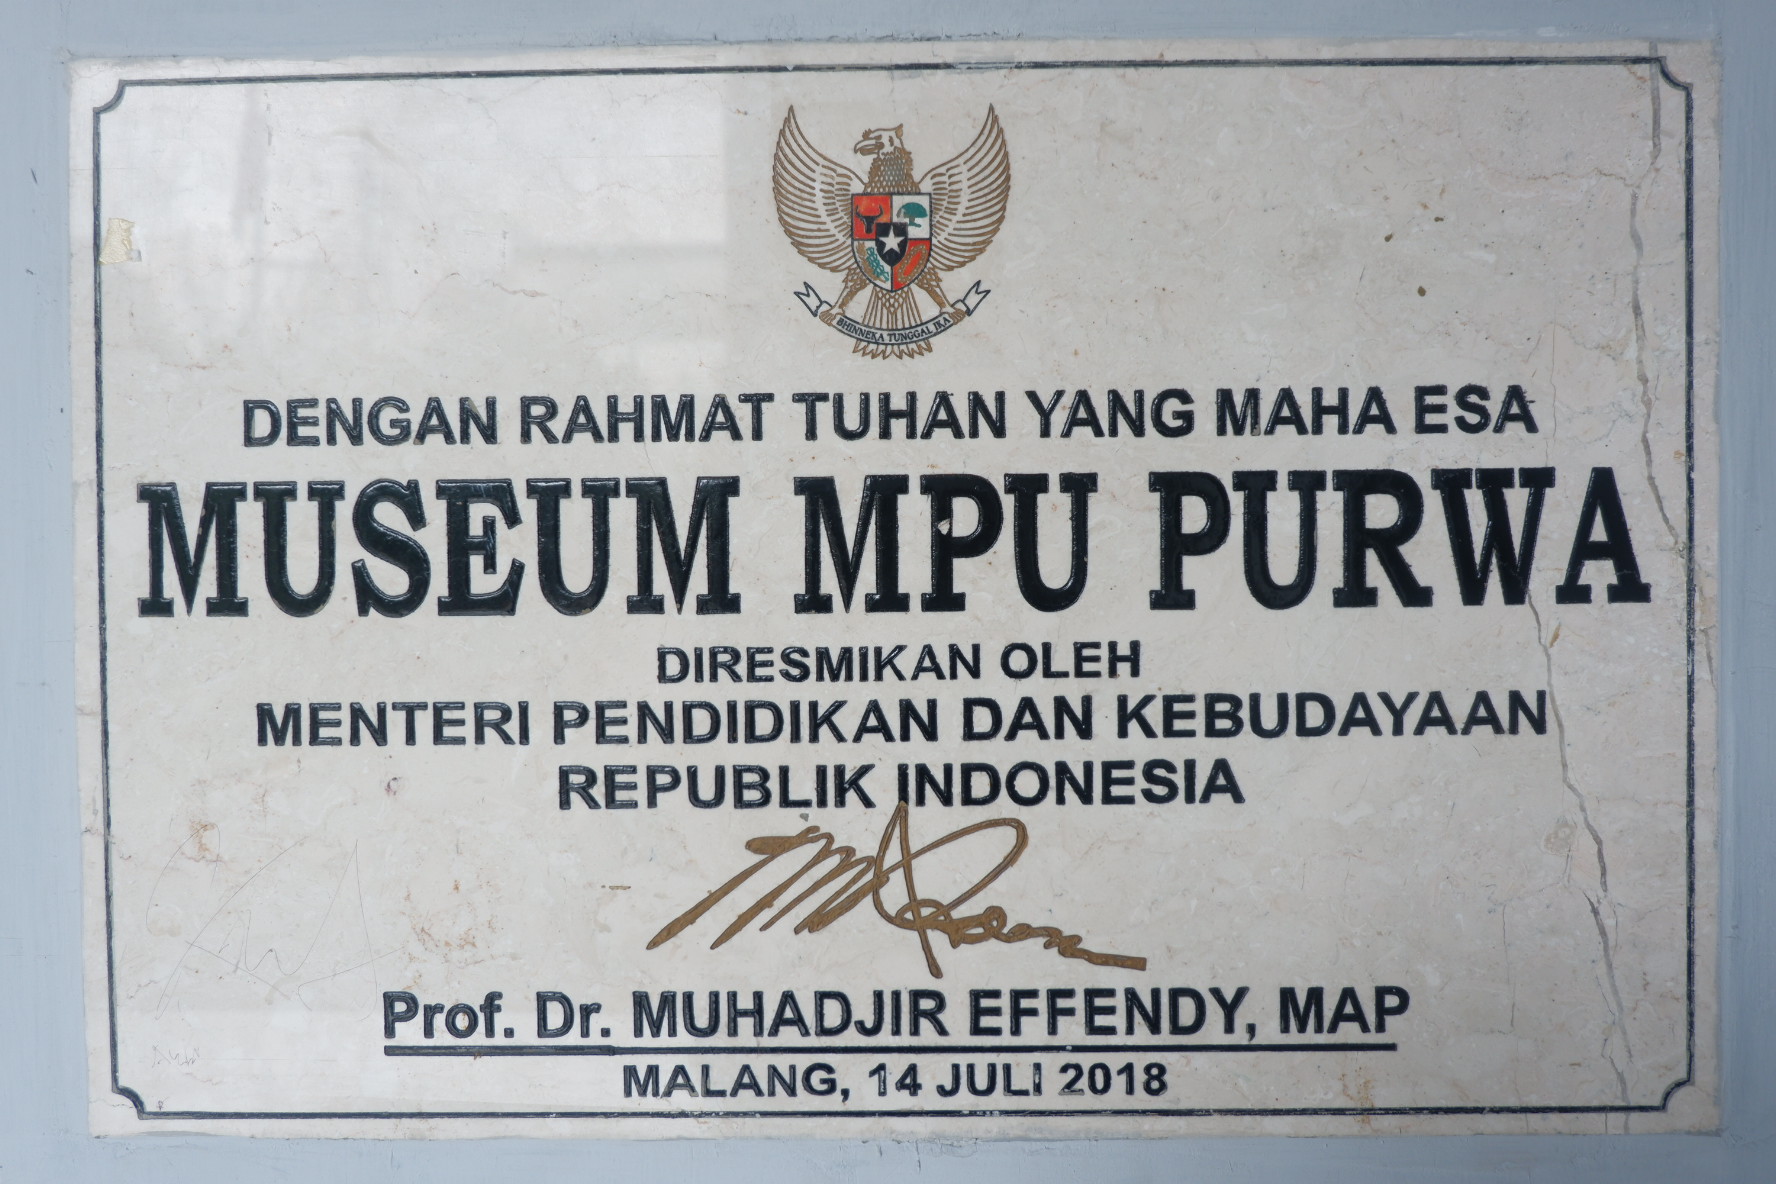 BHINNEKA TUNGGAL IKA
DENGAN RAHMAT TUHAN YANG MAHA ESA
MUSEUM MPU PURWA
DIRESMIKAN OLEH
MENTERI PENDIDIKAN DAN KEBUDAYAAN
REPUBLIK INDONESIA
Prof. Dr. MUHADJIR EFFENDY, MAP
MALANG, 14 JULI 2018